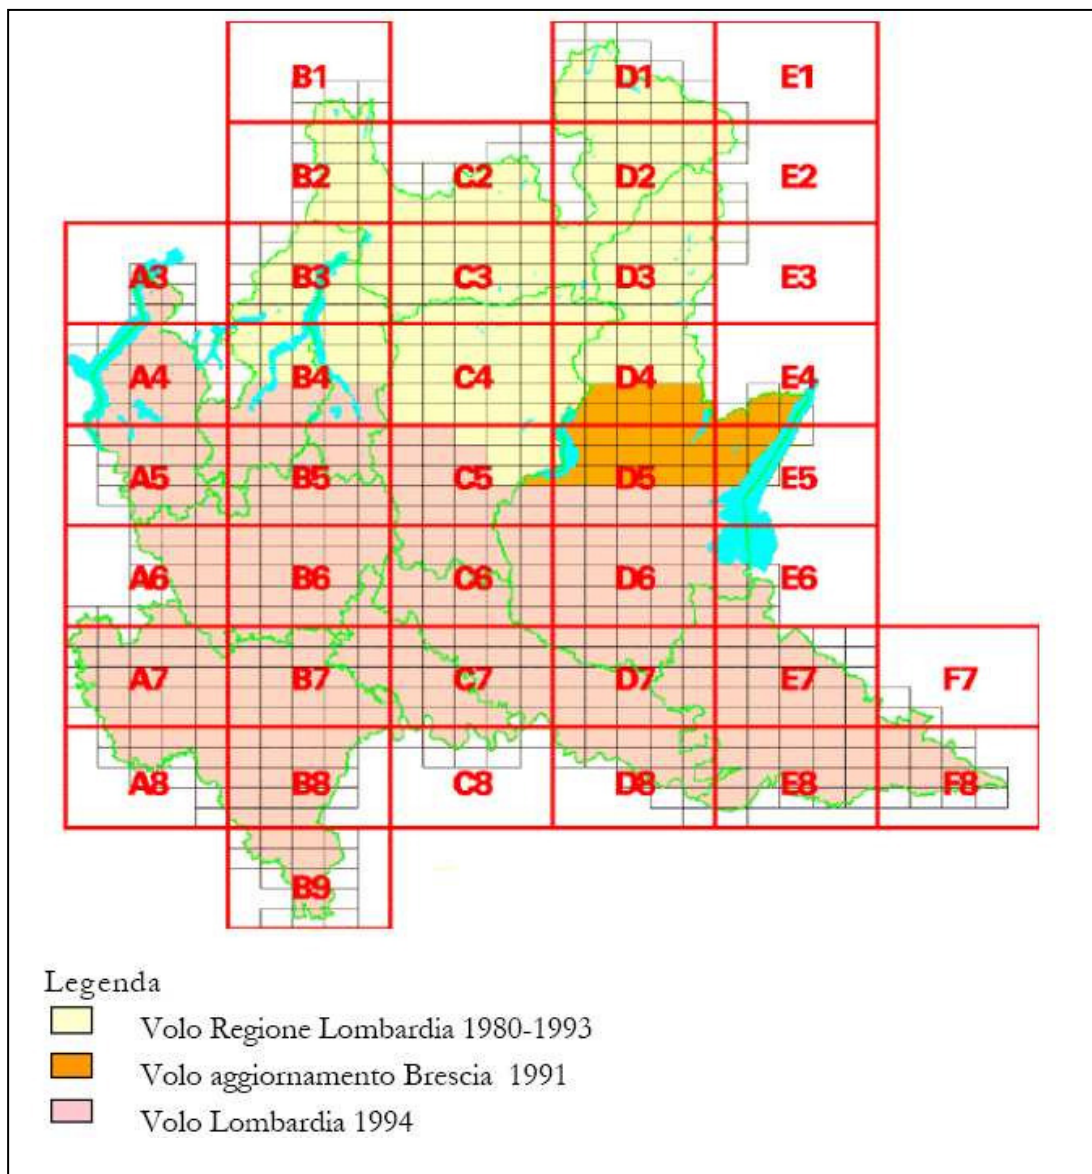 B1 D1 E1
B2 C2 D2 E2
A3 B3 C3 D3 E3
A4 B4 C4 D4 E4
A5 B5 C5 D5 E5
A6 B6 C6 D6 E6
A7 B7 C7 D7 E7 F7
A8 B8 C8 D8 E8 F8
B9
Legenda
Volo Regione Lombardia 1980-1993
Volo aggiornamento Brescia 1991
Volo Lombardia 1994